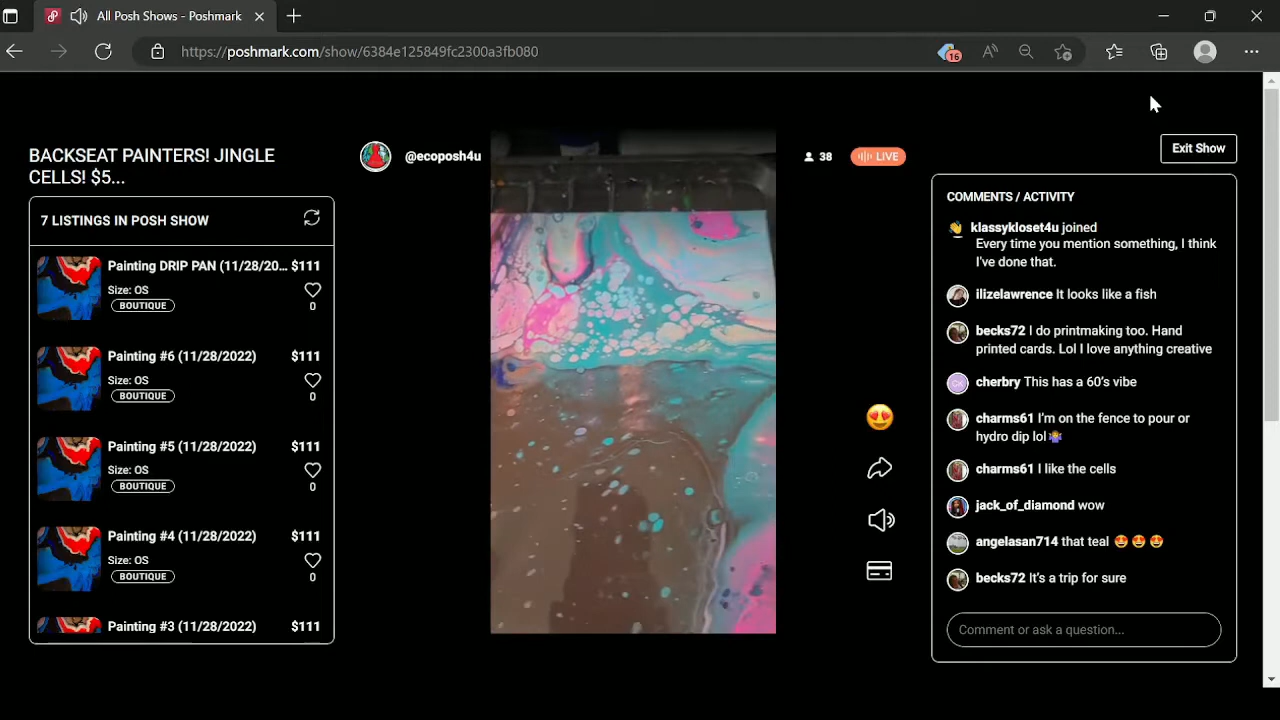 All Posh Shows - Poshmark
https://poshmark.com/show/6384e125849fc2300a3fb080
16
BACKSEAT PAINTERS! JINGLE
CELLS! $5...
@ecoposh4u
38
LIVE
Exit Show
7 LISTINGS IN POSH SHOW
Painting DRIP PAN (11/28/20... $111
Size: OS
BOUTIQUE
0
Painting #6 (11/28/2022) $111
Size: OS
BOUTIQUE
0
Painting #5 (11/28/2022) $111
Size: OS
BOUTIQUE
0
Painting #4 (11/28/2022) $111
Size: OS
BOUTIQUE
0
Painting #3 (11/28/2022) $111
COMMENTS / ACTIVITY
👋 klassykloset4u joined
Every time you mention something, I think
I've done that.
ilizelawrence It looks like a fish
becks72 I do printmaking too. Hand
printed cards. Lol I love anything creative
cherbry This has a 60's vibe
charms61 I'm on the fence to pour or
hydro dip lol🤷‍♀️
charms61 I like the cells
jack_of_diamond wow
angelasan714 that teal 😍 😍 😍
becks72 It's a trip for sure
Comment or ask a question...